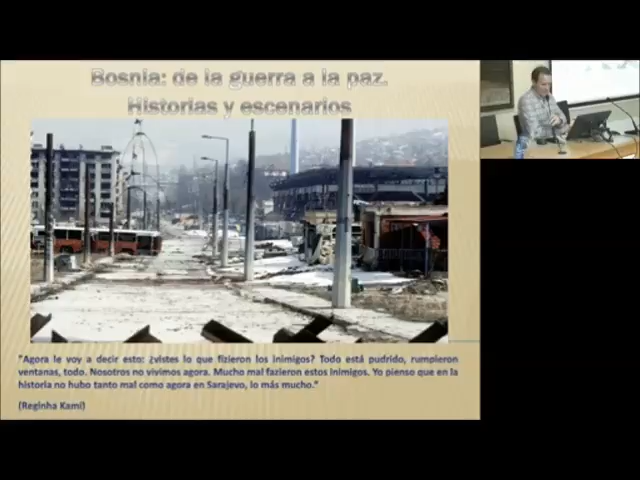 Bosnia: de la guerra a la paz.
Historias y escenarios
"Agora le voy a decir esto: ¿vistes lo que fizieron los inimigos? Todo está pudrido, rumpieron
ventanas, todo. Nosotros no vivimos agora. Mucho mal fazieron estos inimigos. Yo pienso que en la
historia no hubo tanto mal como agora en Sarajevo, lo más mucho."
(Reginha Kamí)